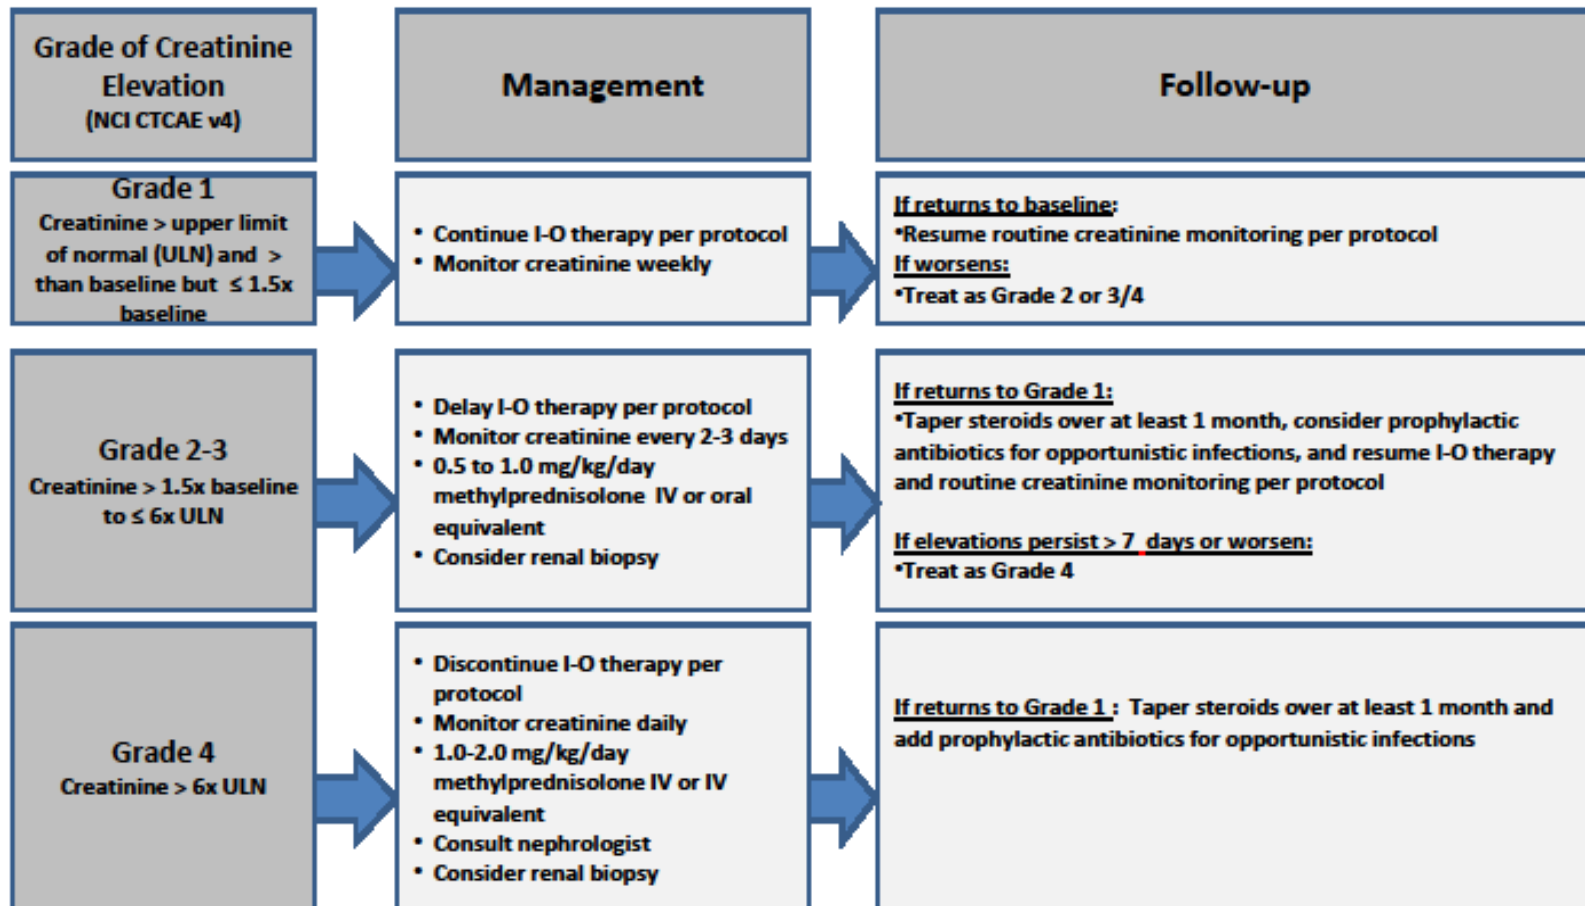 Grade of Creatinine
Elevation
(NCI CTCAE v4)
Management
Follow-up
Grade 1
Creatinine > upper limit
of normal (ULN) and >
than baseline but ≤ 1.5x
baseline
• Continue I-O therapy per protocol
• Monitor creatinine weekly
If returns to baseline:
•Resume routine creatinine monitoring per protocol
If worsens:
•Treat as Grade 2 or 3/4
Grade 2-3
Creatinine > 1.5x baseline
to ≤ 6x ULN
• Delay I-O therapy per protocol
• Monitor creatinine every 2-3 days
• 0.5 to 1.0 mg/kg/day
methylprednisolone IV or oral
equivalent
• Consider renal biopsy
If returns to Grade 1:
•Taper steroids over at least 1 month, consider prophylactic
antibiotics for opportunistic infections, and resume I-O therapy
and routine creatinine monitoring per protocol
If elevations persist > 7 days or worsen:
•Treat as Grade 4
Grade 4
Creatinine > 6x ULN
• Discontinue I-O therapy per
protocol
• Monitor creatinine daily
• 1.0-2.0 mg/kg/day
methylprednisolone IV or IV
equivalent
• Consult nephrologist
• Consider renal biopsy
If returns to Grade 1 : Taper steroids over at least 1 month and
add prophylactic antibiotics for opportunistic infections